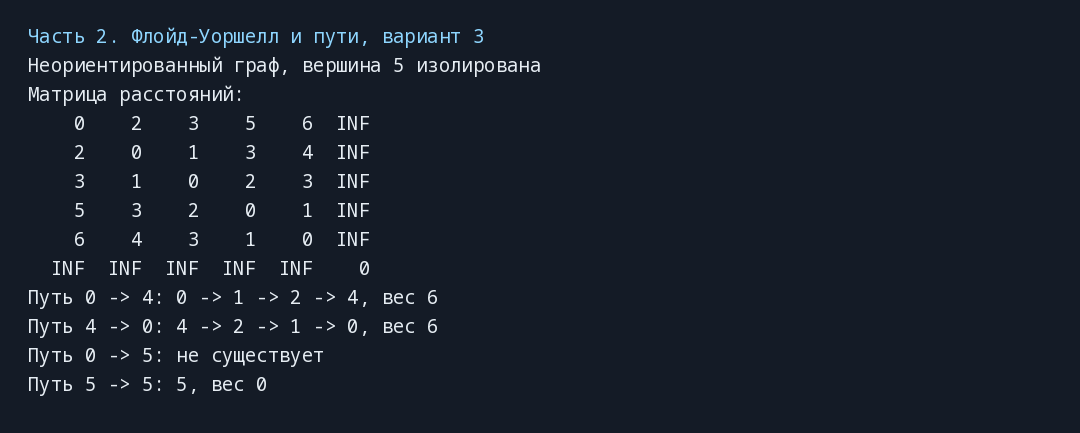 Часть 2. Флойд-Уоршелл и пути, вариант 3
Неориентированный граф, вершина 5 изолирована
Матрица расстояний:
    0    2    3    5    6  INF
    2    0    1    3    4  INF
    3    1    0    2    3  INF
    5    3    2    0    1  INF
    6    4    3    1    0  INF
  INF  INF  INF  INF  INF    0
Путь 0 -> 4: 0 -> 1 -> 2 -> 4, вес 6
Путь 4 -> 0: 4 -> 2 -> 1 -> 0, вес 6
Путь 0 -> 5: не существует
Путь 5 -> 5: 5, вес 0